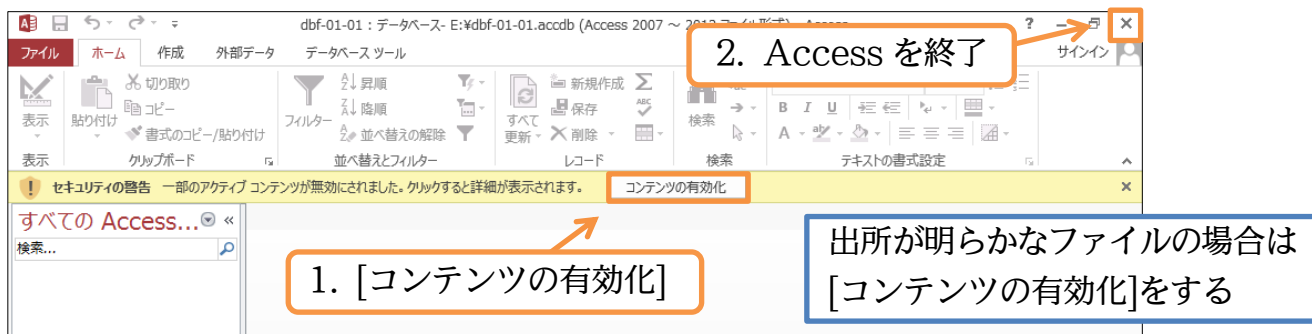 dbf-01-01 : データベース- E:¥dbf-01-01.accdb (Access 2007 ～
?
ファイル ホーム 作成 外部データ データベース ツール
サインイン
2. Access を終了
表示
貼り付け
切り取り
コピー
書式のコピー/貼り付け
フィルター
昇順
降順
並べ替えの解除
すべて
更新
新規作成
保存
削除
検索
B I U
A
表示 クリップボード 並べ替えとフィルター レコード 検索 テキストの書式設定
セキュリティの警告 一部のアクティブ コンテンツが無効にされました。クリックすると詳細が表示されます。 コンテンツの有効化
すべての Access...
検索...
1. [コンテンツの有効化]
出所が明らかなファイルの場合は
[コンテンツの有効化]をする